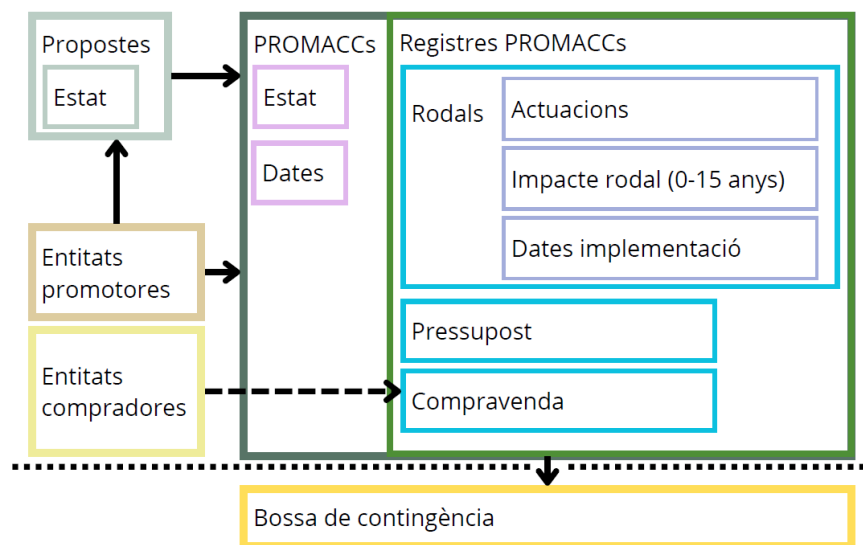 Propostes
Estat
Entitats
promotores
Entitats
compradores
PROMACCs
Estat
Dates
Registres PROMACCs
Rodals
Actuacions
Impacte rodal (0-15 anys)
Dates implementació
Pressupost
Compravenda
Bossa de contingència